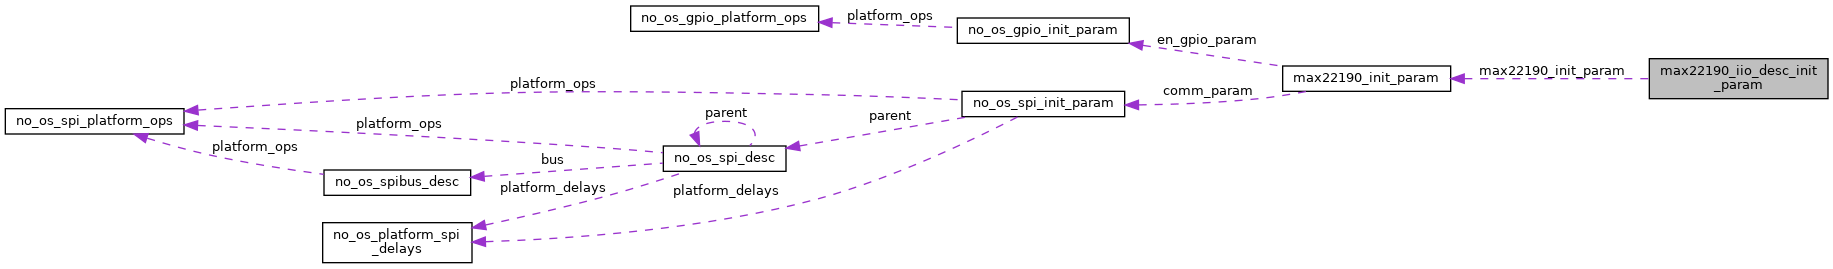 no_os_gpio_platform_ops
platform_ops
no_os_gpio_init_param
en_gpio_param
max22190_init_param
max22190_init_param
max22190_iio_desc_init
_param
platform_ops
no_os_spi_init_param
comm_param
no_os_spi_platform_ops
platform_ops
parent
parent
platform_ops
no_os_spi_desc
bus
no_os_spibus_desc
platform_delays
platform_delays
no_os_platform_spi
_delays